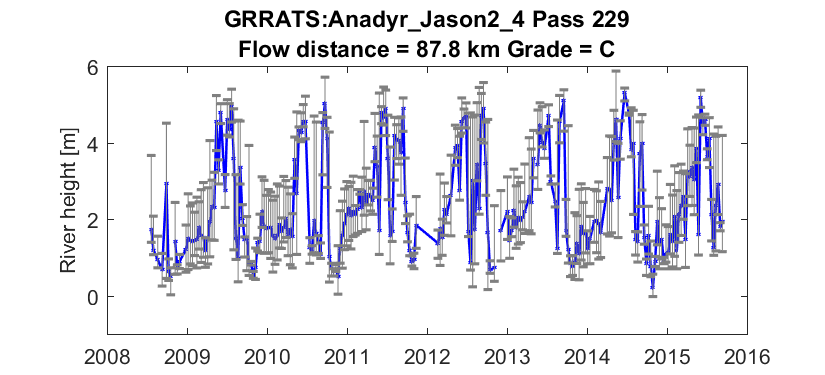 GRRATS:Anadyr_Jason2_4 Pass 229
Flow distance = 87.8 km Grade = C
River height [m]
6
4
2
0
2008 2009 2010 2011 2012 2013 2014 2015 2016